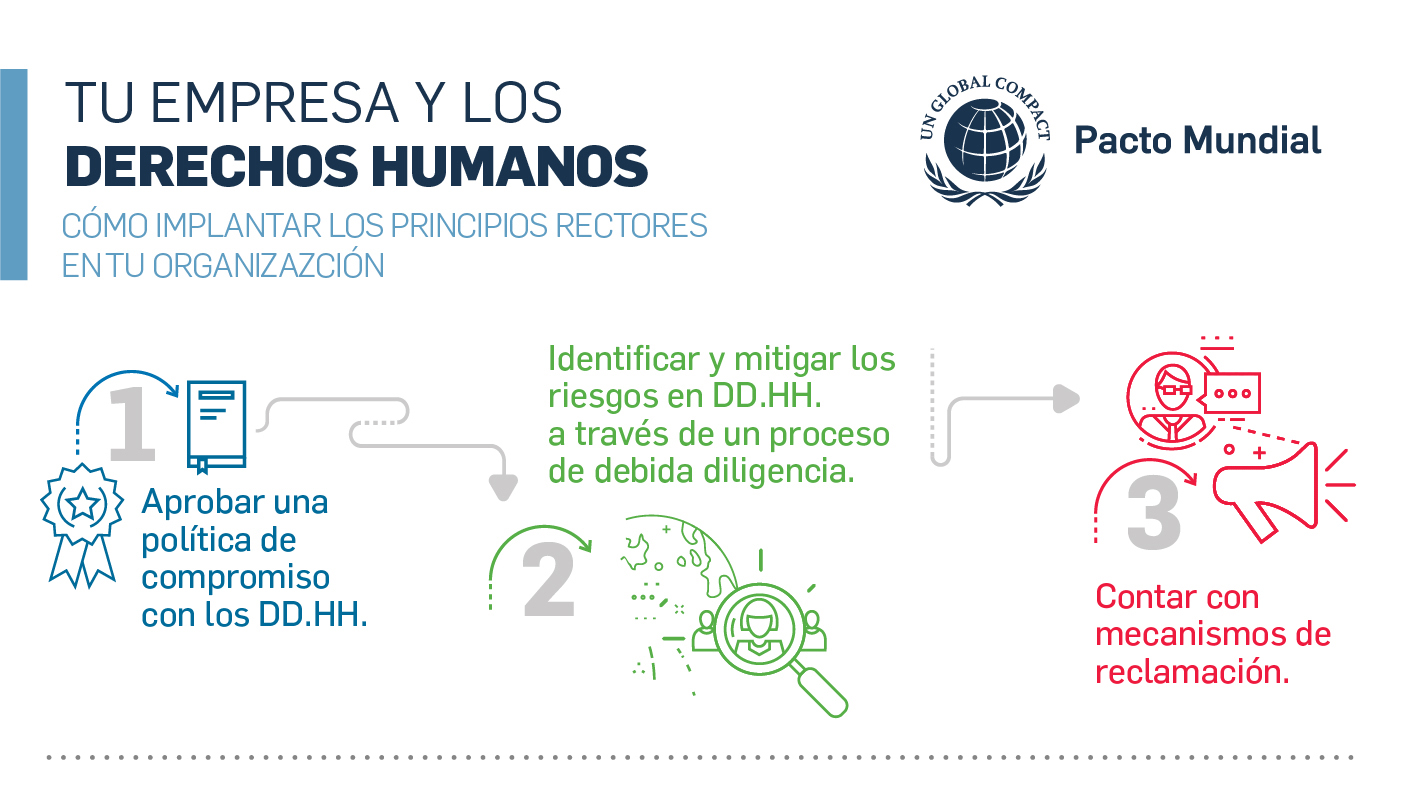 TU EMPRESA Y LOS
DERECHOS HUMANOS
CÓMO IMPLANTAR LOS PRINCIPIOS RECTORES
EN TU ORGANIZAZCIÓN
UN GLOBAL COMPACT
Pacto Mundial
1
Aprobar una
política de
compromiso
con los DD.HH.
Identificar y mitigar los
riesgos en DD.HH.
a través de un proceso
de debida diligencia.
2
3
Contar con
mecanismos de
reclamación.